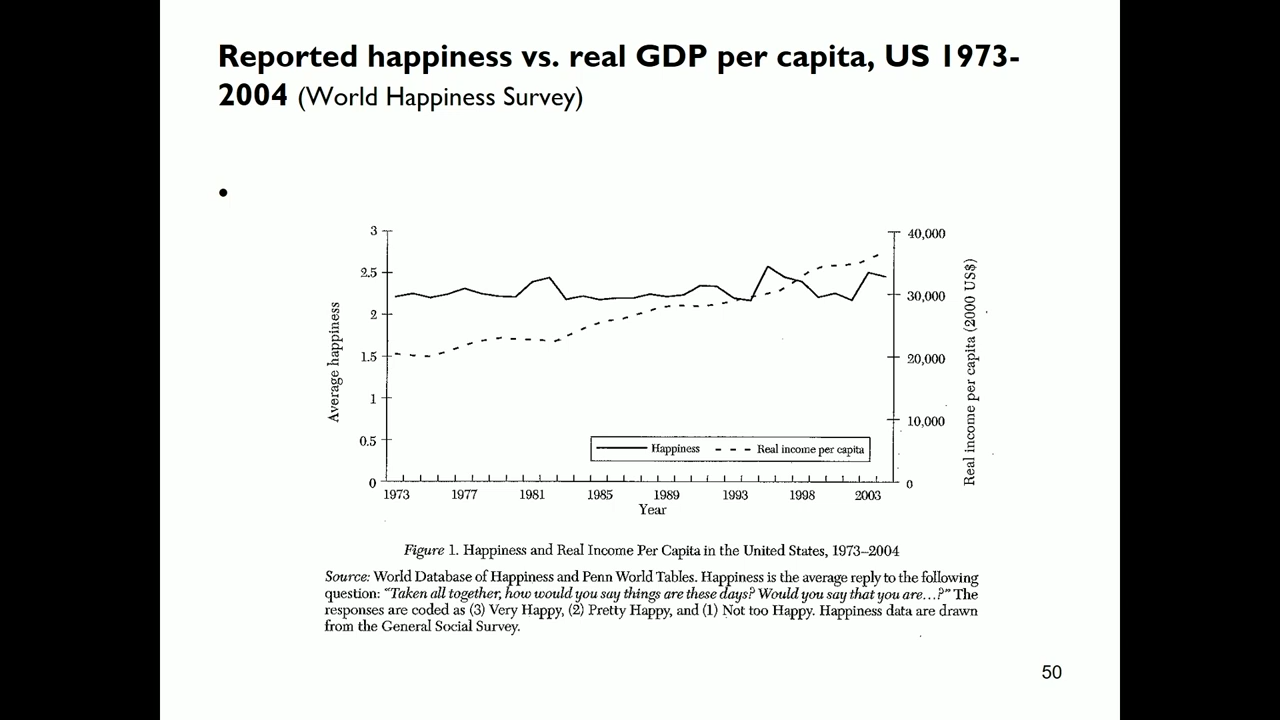 Reported happiness vs. real GDP per capita, US 1973-
2004 (World Happiness Survey)
•
3
2.5
2
1.5
1
0.5
0
Average happiness
40,000
30,000
20,000
10,000
0
Real income per capita (2000 US$)
Happiness
Real income per capita
1973 1977 1981 1985 1989 1993 1998 2003
Year
Figure 1. Happiness and Real Income Per Capita in the United States, 1973–2004
Source: World Database of Happiness and Penn World Tables. Happiness is the average reply to the following
question: “Taken all together, how would you say things are these days? Would you say that you are…?” The
responses are coded as (3) Very Happy, (2) Pretty Happy, and (1) Not too Happy. Happiness data are drawn
from the General Social Survey.
50